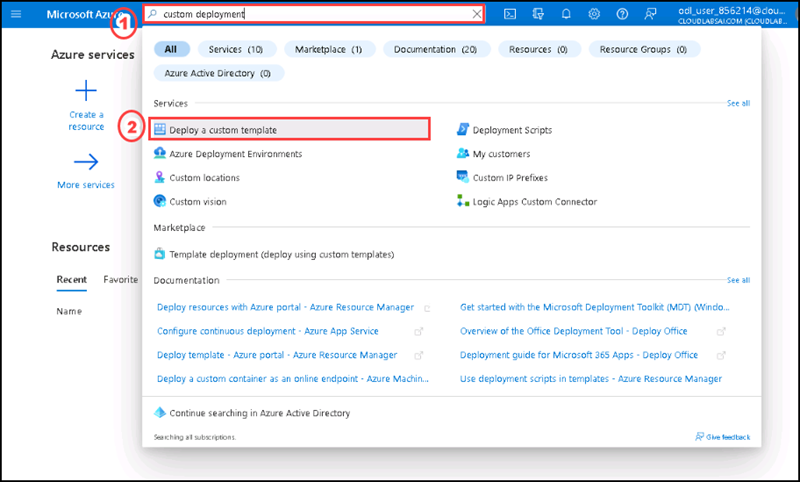 Microsoft Azure
custom deployment
odl_user_856214@clou...
CLOUDLABSAI.COM (CLOUDLAB...
1
Azure services
Create a resource
More services
Resources
Recent Favorite
Name
All Services (10) Marketplace (1) Documentation (20) Resources (0) Resource Groups (0)
Azure Active Directory (0)
Services See all
2
Deploy a custom template Deployment Scripts
Azure Deployment Environments My customers
Custom locations Custom IP Prefixes
Custom vision Logic Apps Custom Connector
Marketplace
Template deployment (deploy using custom templates)
Documentation See all
Deploy resources with Azure portal - Azure Resource Manager Get started with the Microsoft Deployment Toolkit (MDT) (Windo...
Configure continuous deployment - Azure App Service Overview of the Office Deployment Tool - Deploy Office
Deploy template - Azure portal - Azure Resource Manager Deployment guide for Microsoft 365 Apps - Deploy Office
Deploy a custom container as an online endpoint - Azure Machin... Use deployment scripts in templates - Azure Resource Manager
Continue searching in Azure Active Directory
Searching all subscriptions. Give feedback